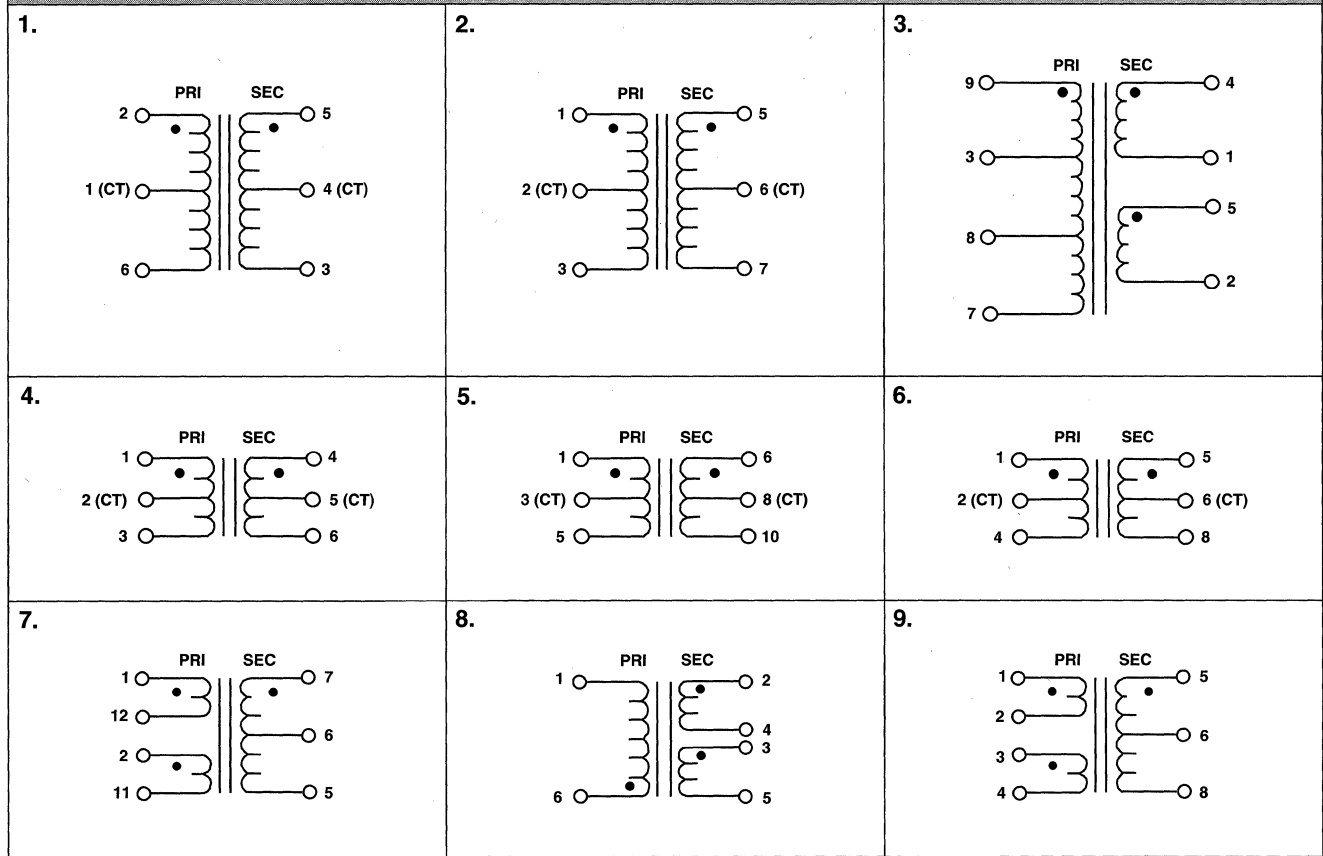 1.
PRI SEC
2 5
1 (CT) 4 (CT)
6 3
2.
PRI SEC
1 5
2 (CT) 6 (CT)
3 7
3.
PRI SEC
9 4
3 1
8 5
2
7
4.
PRI SEC
1 4
2 (CT) 5 (CT)
3 6
5.
PRI SEC
1 6
3 (CT) 8 (CT)
5 10
6.
PRI SEC
1 5
2 (CT) 6 (CT)
4 8
7.
PRI SEC
1 7
12
6
2
11 5
8.
PRI SEC
1 2
4
3
6 5
9.
PRI SEC
1 5
2
6
3
4 8